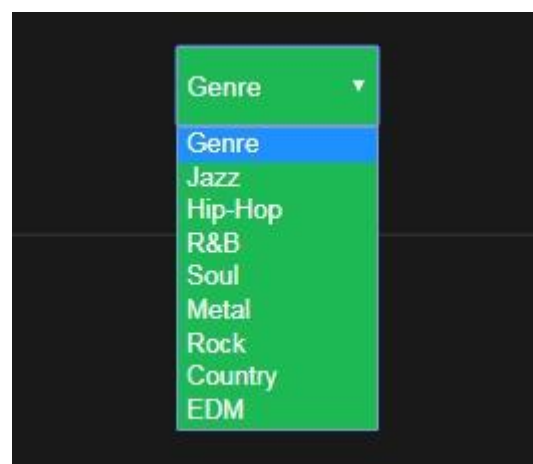 Genre
Genre
Jazz
Hip-Hop
R&B
Soul
Metal
Rock
Country
EDM